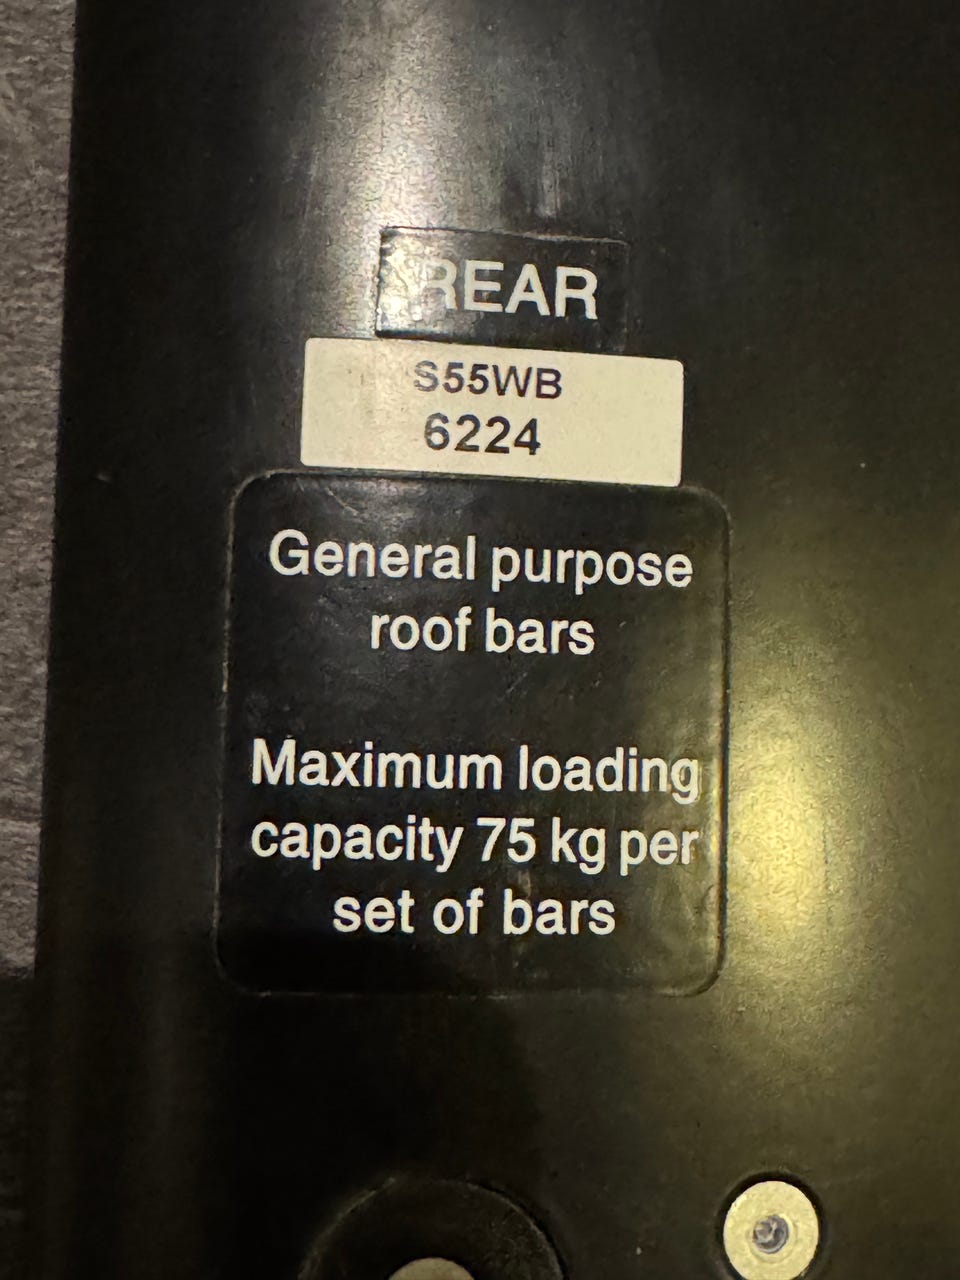 REAR
S55WB
6224
General purpose
roof bars
Maximum loading
capacity 75 kg per
set of bars